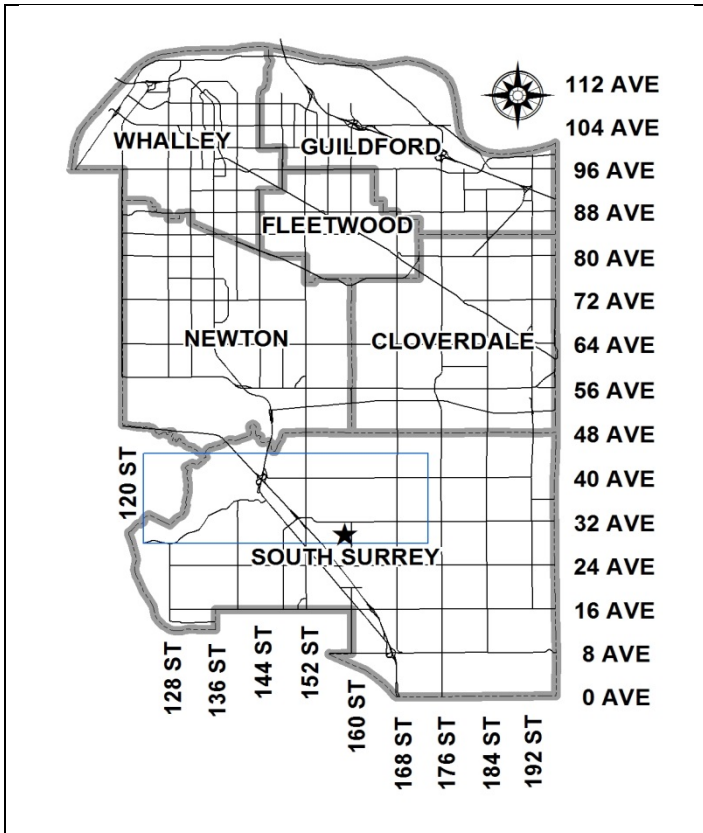 112 AVE
104 AVE
WHALLEY
GUILDFORD
96 AVE
88 AVE
FLEETWOOD
80 AVE
72 AVE
NEWTON
CLOVERDALE
64 AVE
56 AVE
48 AVE
120 ST
40 AVE
32 AVE
SOUTH SURREY
24 AVE
16 AVE
8 AVE
0 AVE
128 ST
136 ST
144 ST
152 ST
160 ST
168 ST
176 ST
184 ST
192 ST